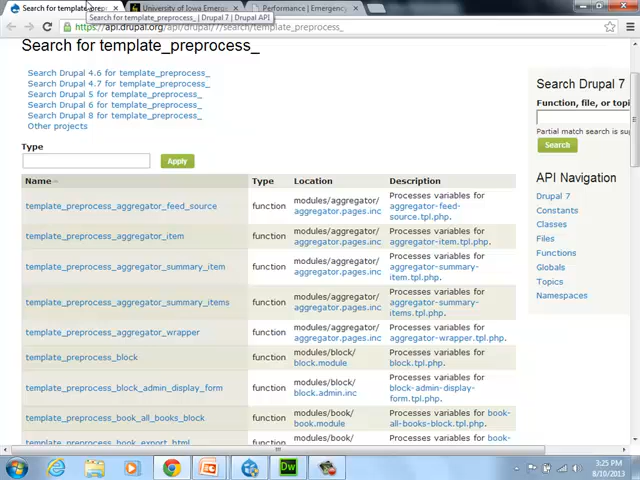 Search for template_prep
University of Iowa Emerg
Performance | Emergency
Search for template_preprocess_ | Drupal 7 | Drupal API
https://api.drupal.org/api/drupal/7/search/template_preprocess_
Search for template_preprocess_
Search Drupal 4.6 for template_preprocess_
Search Drupal 4.7 for template_preprocess_
Search Drupal 5 for template_preprocess_
Search Drupal 6 for template_preprocess_
Search Drupal 8 for template_preprocess_
Other projects
Type
Apply
Name Type Location Description
template_preprocess_aggregator_feed_source function modules/aggregator/ Processes variables for
aggregator.pages.inc aggregator-feed-
source.tpl.php.
template_preprocess_aggregator_item function modules/aggregator/ Processes variables for
aggregator.pages.inc aggregator-item.tpl.php.
template_preprocess_aggregator_summary_item function modules/aggregator/ Processes variables for
aggregator.pages.inc aggregator-summary-
item.tpl.php.
template_preprocess_aggregator_summary_items function modules/aggregator/ Processes variables for
aggregator.pages.inc aggregator-summary-
items.tpl.php.
template_preprocess_aggregator_wrapper function modules/aggregator/ Processes variables for
aggregator.pages.inc aggregator-wrapper.tpl.php.
template_preprocess_block function modules/block/ Processes variables for
block.module block.tpl.php.
template_preprocess_block_admin_display_form function modules/block/ Processes variables for
block.admin.inc block-admin-display-
form.tpl.php.
template_preprocess_book_all_books_block function modules/book/ Processes variables for book-
book.module all-books-block.tpl.php.
template_preprocess_book_export_html function modules/book/ Processes variables for book-
Search Drupal 7
Function, file, or topi
Partial match search is su
Search
API Navigation
Drupal 7
Constants
Classes
Files
Functions
Globals
Topics
Namespaces
Dw
3:25 PM
8/10/2013